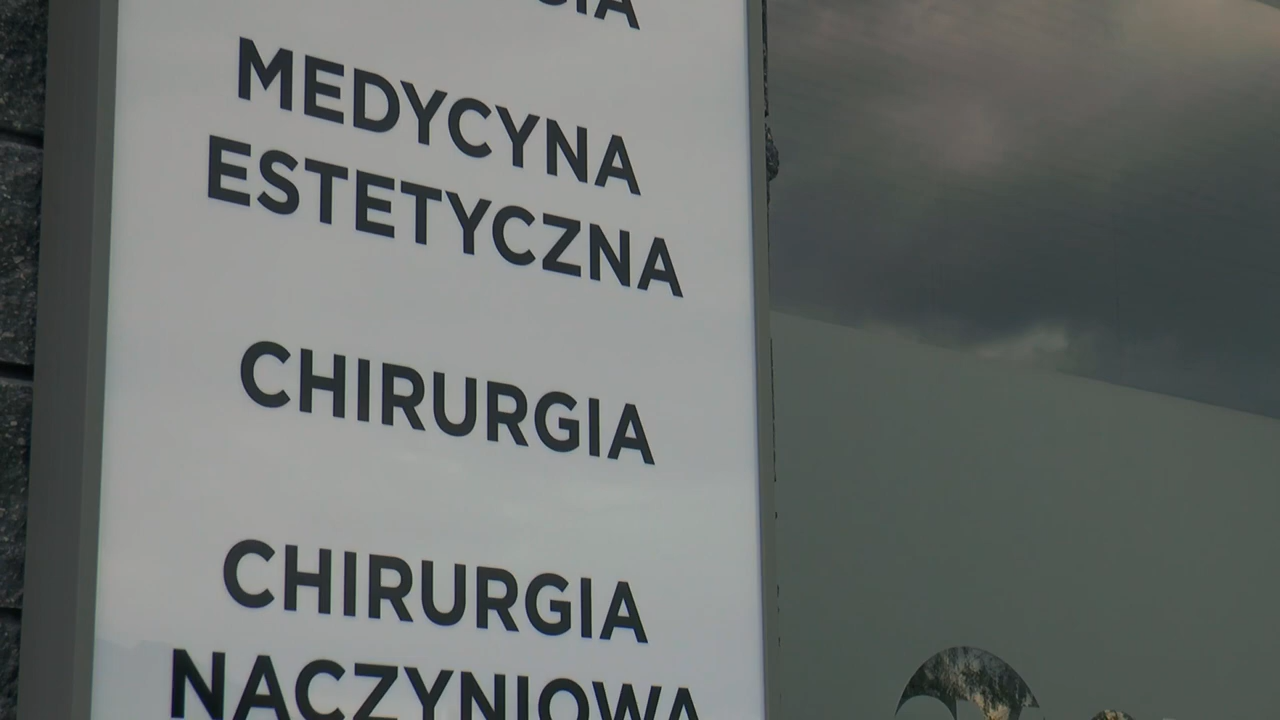 MEDYCYNA
ESTETYCZNA
CHIRURGIA
CHIRURGIA
NACZYNIOWA